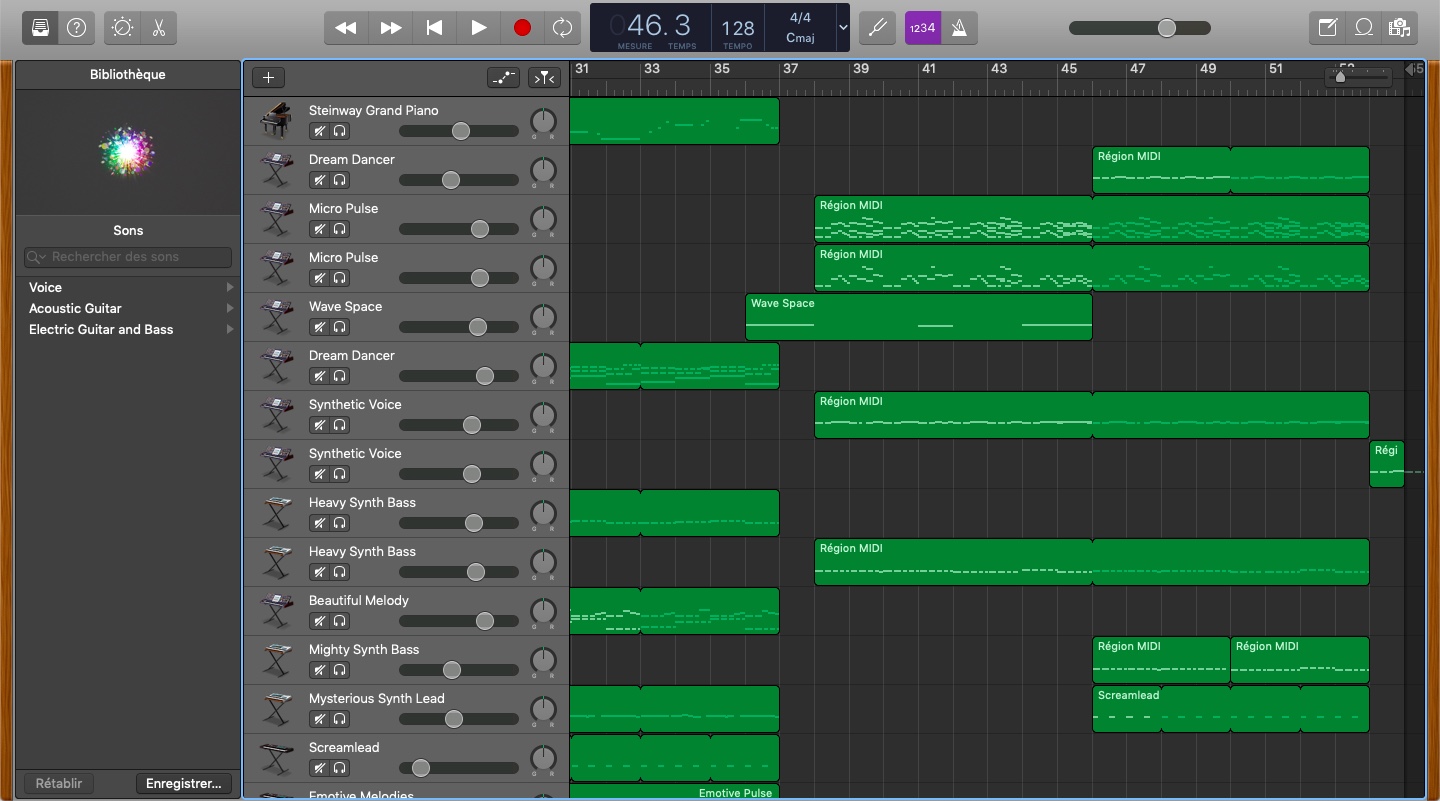 1234
046.3
128
4/4
Cmaj
MESURE TEMPS
TEMPO
Bibliothèque
31 33 35 37 39 41 43 45 47 49 51
Sons
Rechercher des sons
Voice
Acoustic Guitar
Electric Guitar and Bass
Rétablir
Enregistrer...
Steinway Grand Piano
G R
Dream Dancer
Région MIDI
Micro Pulse
Région MIDI
Micro Pulse
Région MIDI
Wave Space
Wave Space
Dream Dancer
Synthetic Voice
Région MIDI
Synthetic Voice
Régi
Heavy Synth Bass
Heavy Synth Bass
Région MIDI
Beautiful Melody
Mighty Synth Bass
Région MIDI
Région MIDI
Mysterious Synth Lead
Screamlead
Screamlead
Emotive Melodies
Emotive Pulse